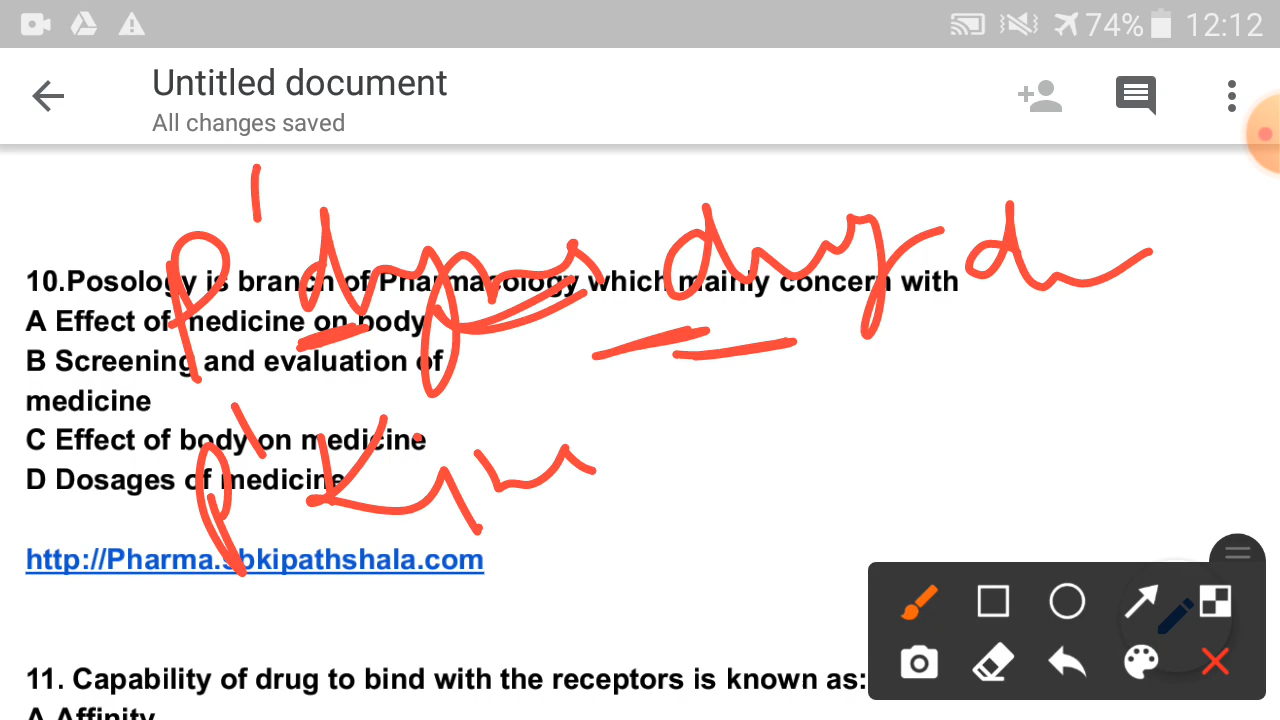 74% 12:12
Untitled document
All changes saved
10.Posology is branch of Pharmacology which mainly concern with
A Effect of medicine on body
B Screening and evaluation of
medicine
C Effect of body on medicine
D Dosages of medicine
http://Pharma.sbkipathshala.com
11. Capability of drug to bind with the receptors is known as:
A Affinity